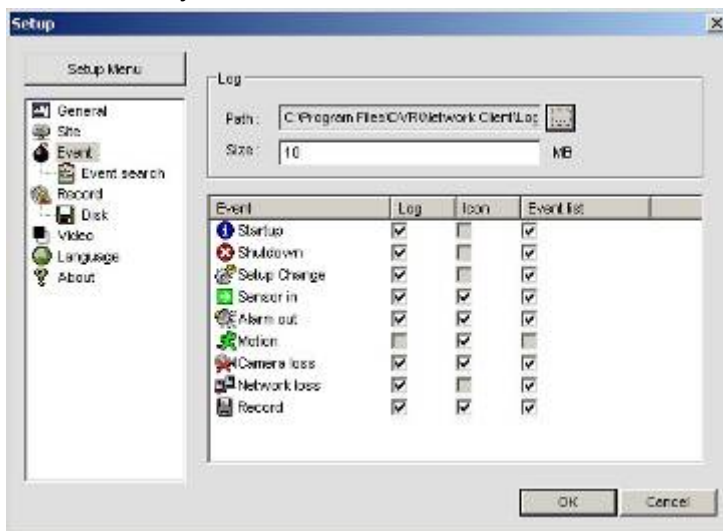 Setup
Setup Menu
General
Site
Event
Event search
Record
Disk
Video
Language
About
Log
Path : C:\Program Files\DVR\Network Client\Log ...
Size : 10 MB
Event Log Icon Event list
Startup
Shutdown
Setup Change
Sensor in
Alarm out
Motion
Camera loss
Network loss
Record
OK Cancel